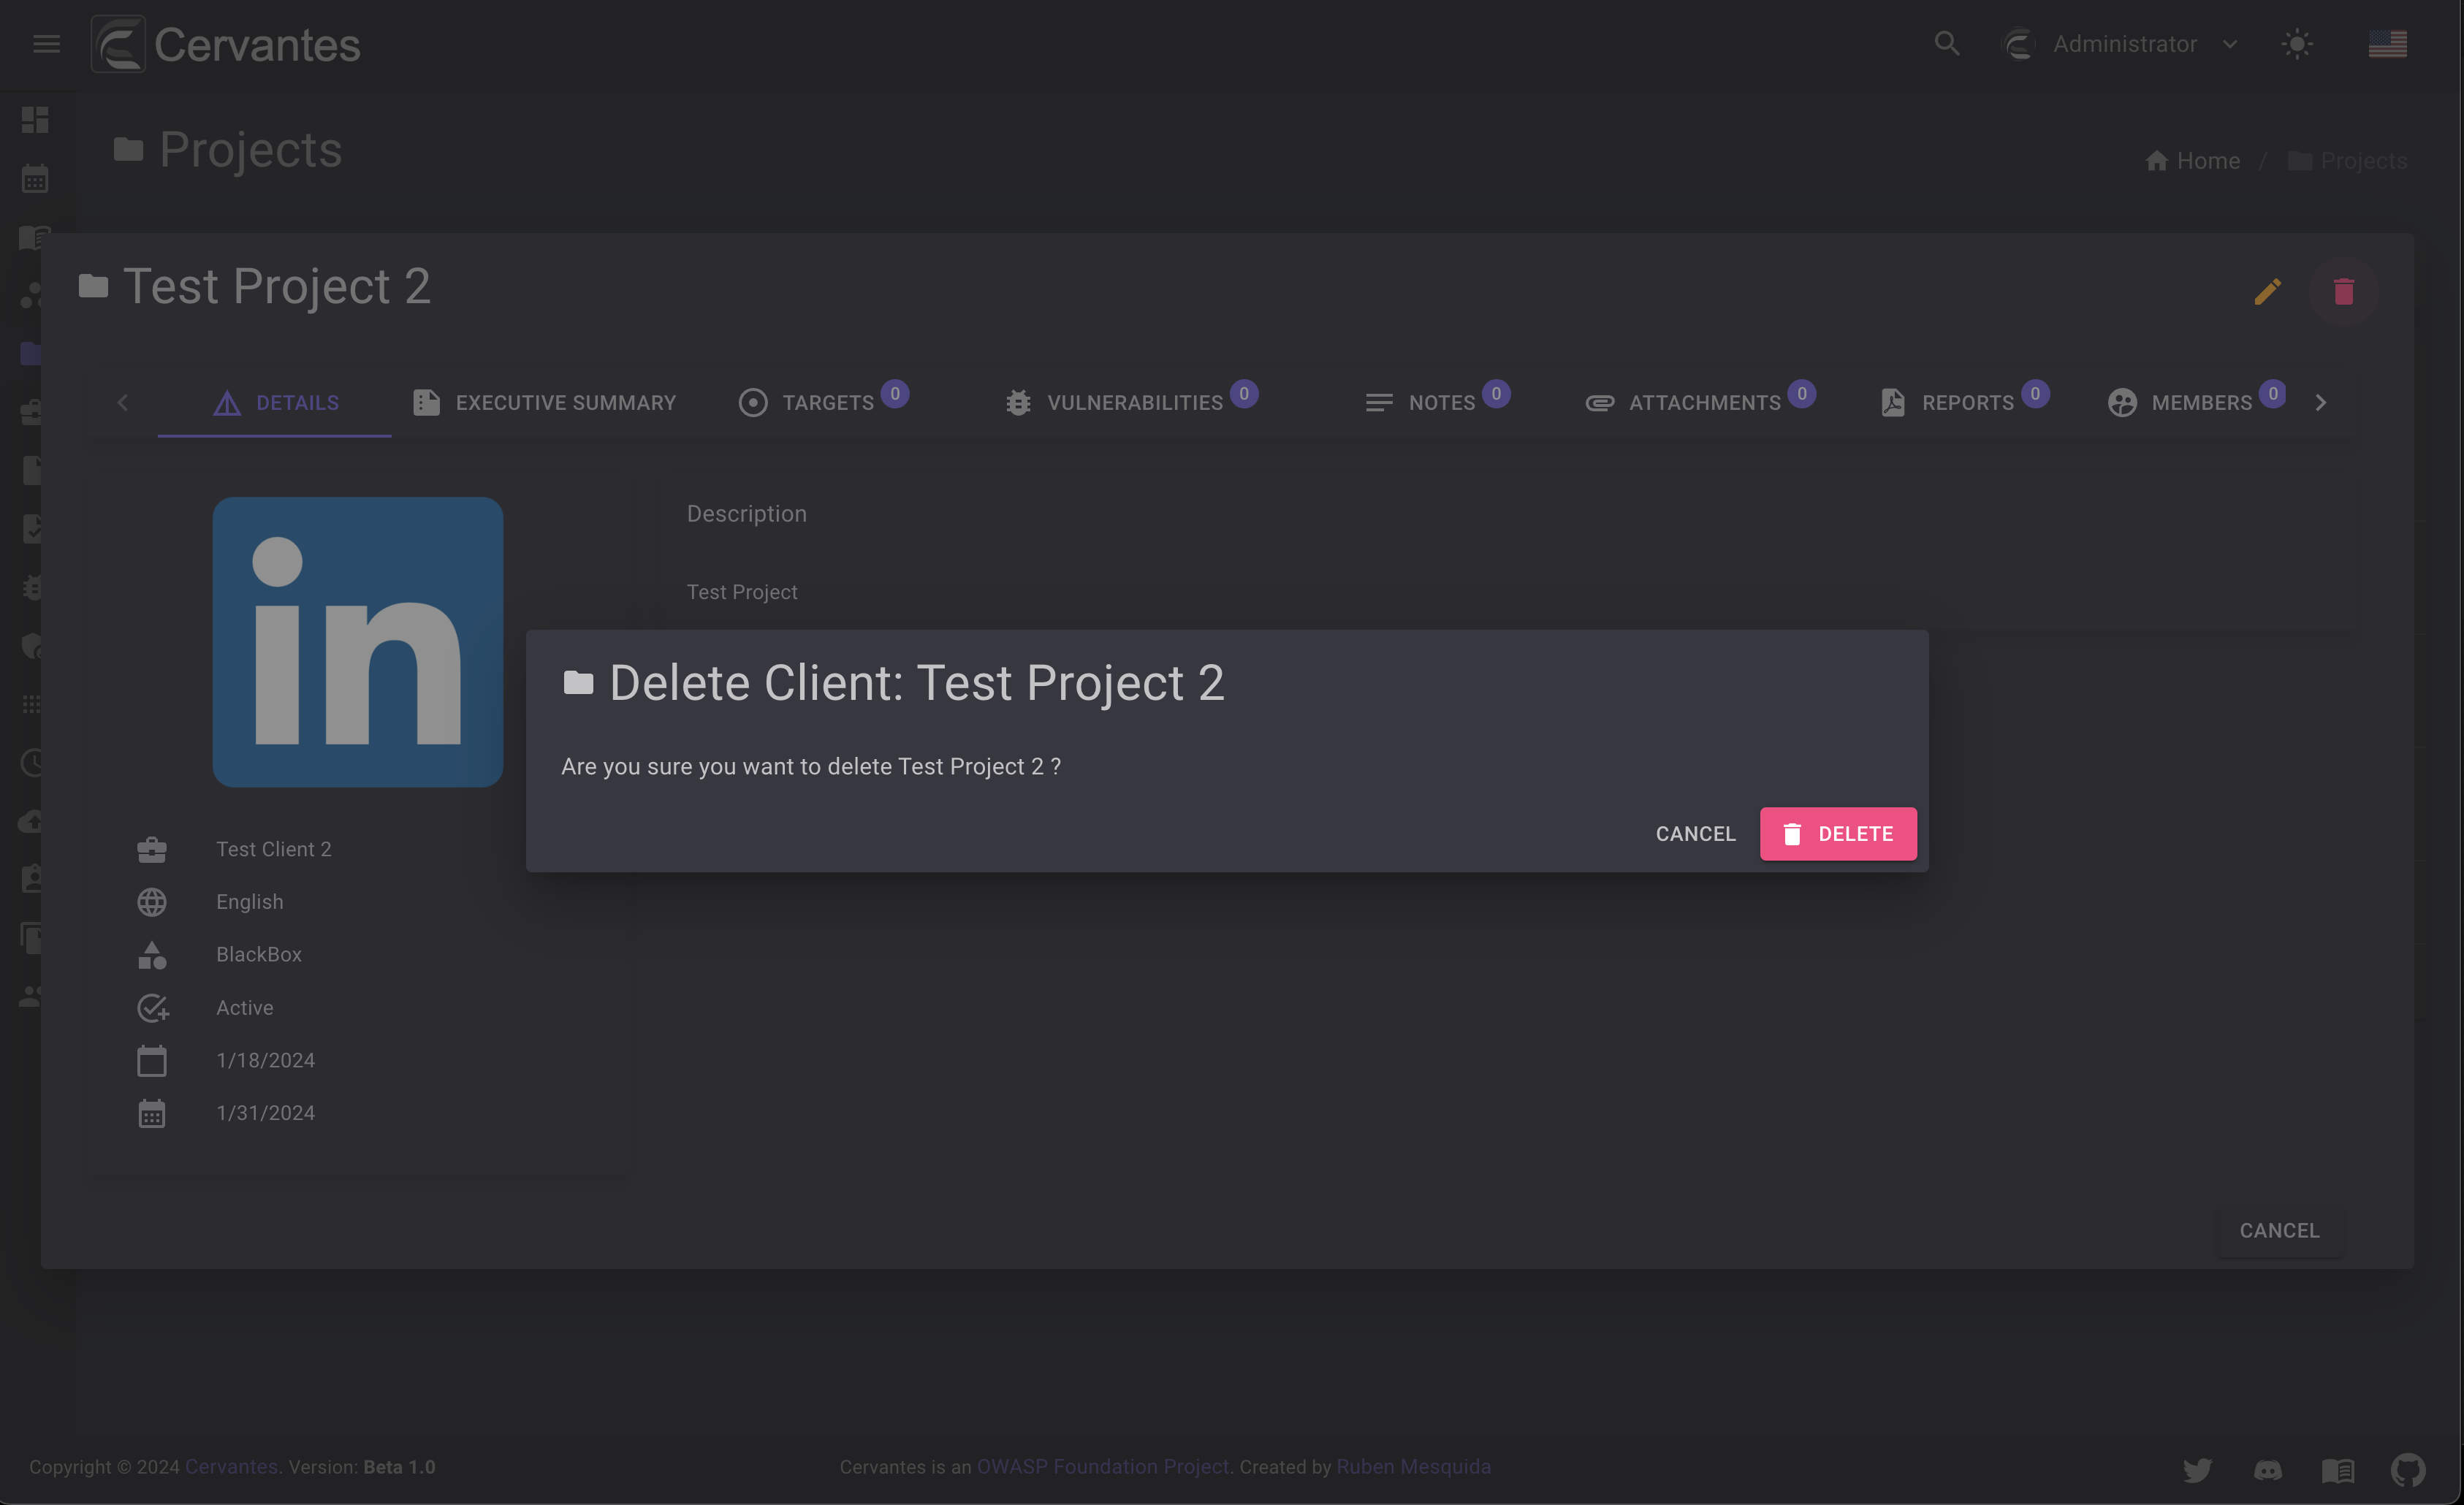 Cervantes
Administrator
Projects
Home / Projects
Test Project 2
DETAILS
EXECUTIVE SUMMARY
TARGETS 0
VULNERABILITIES 0
NOTES 0
ATTACHMENTS 0
REPORTS 0
MEMBERS 0
in
Description
Test Project
Delete Client: Test Project 2
Are you sure you want to delete Test Project 2 ?
CANCEL
DELETE
Test Client 2
English
BlackBox
Active
1/18/2024
1/31/2024
CANCEL
Copyright © 2024 Cervantes. Version: Beta 1.0
Cervantes is an OWASP Foundation Project. Created by Ruben Mesquida